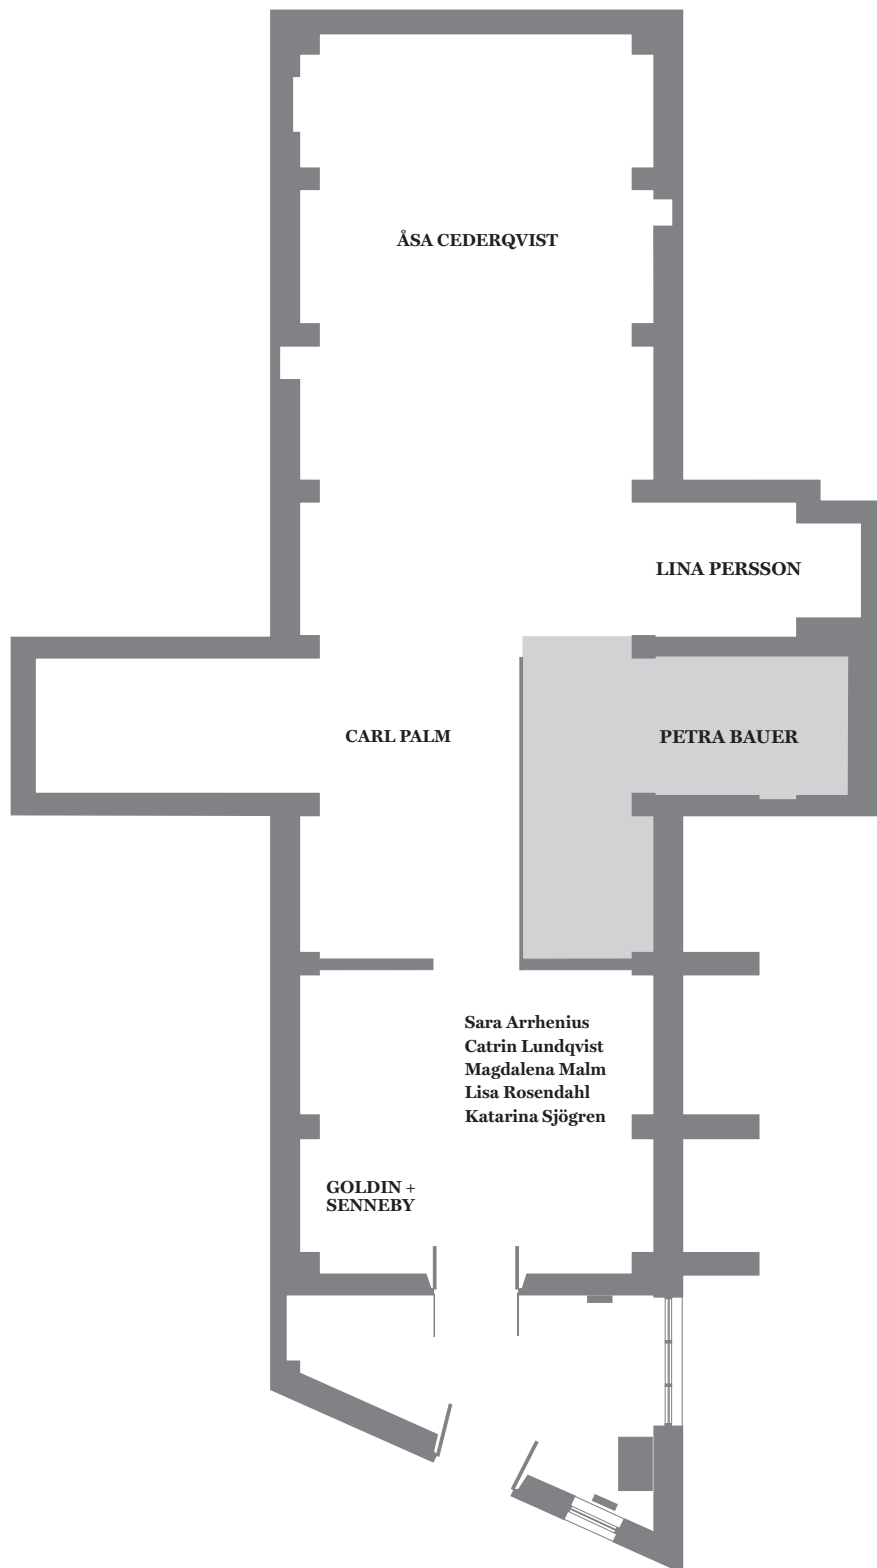 ÅSA CEDERQVIST
LINA PERSSON
CARL PALM
PETRA BAUER
Sara Arrhenius
Catrin Lundqvist
Magdalena Malm
Lisa Rosendahl
Katarina Sjögren
GOLDIN +
SENNEBY